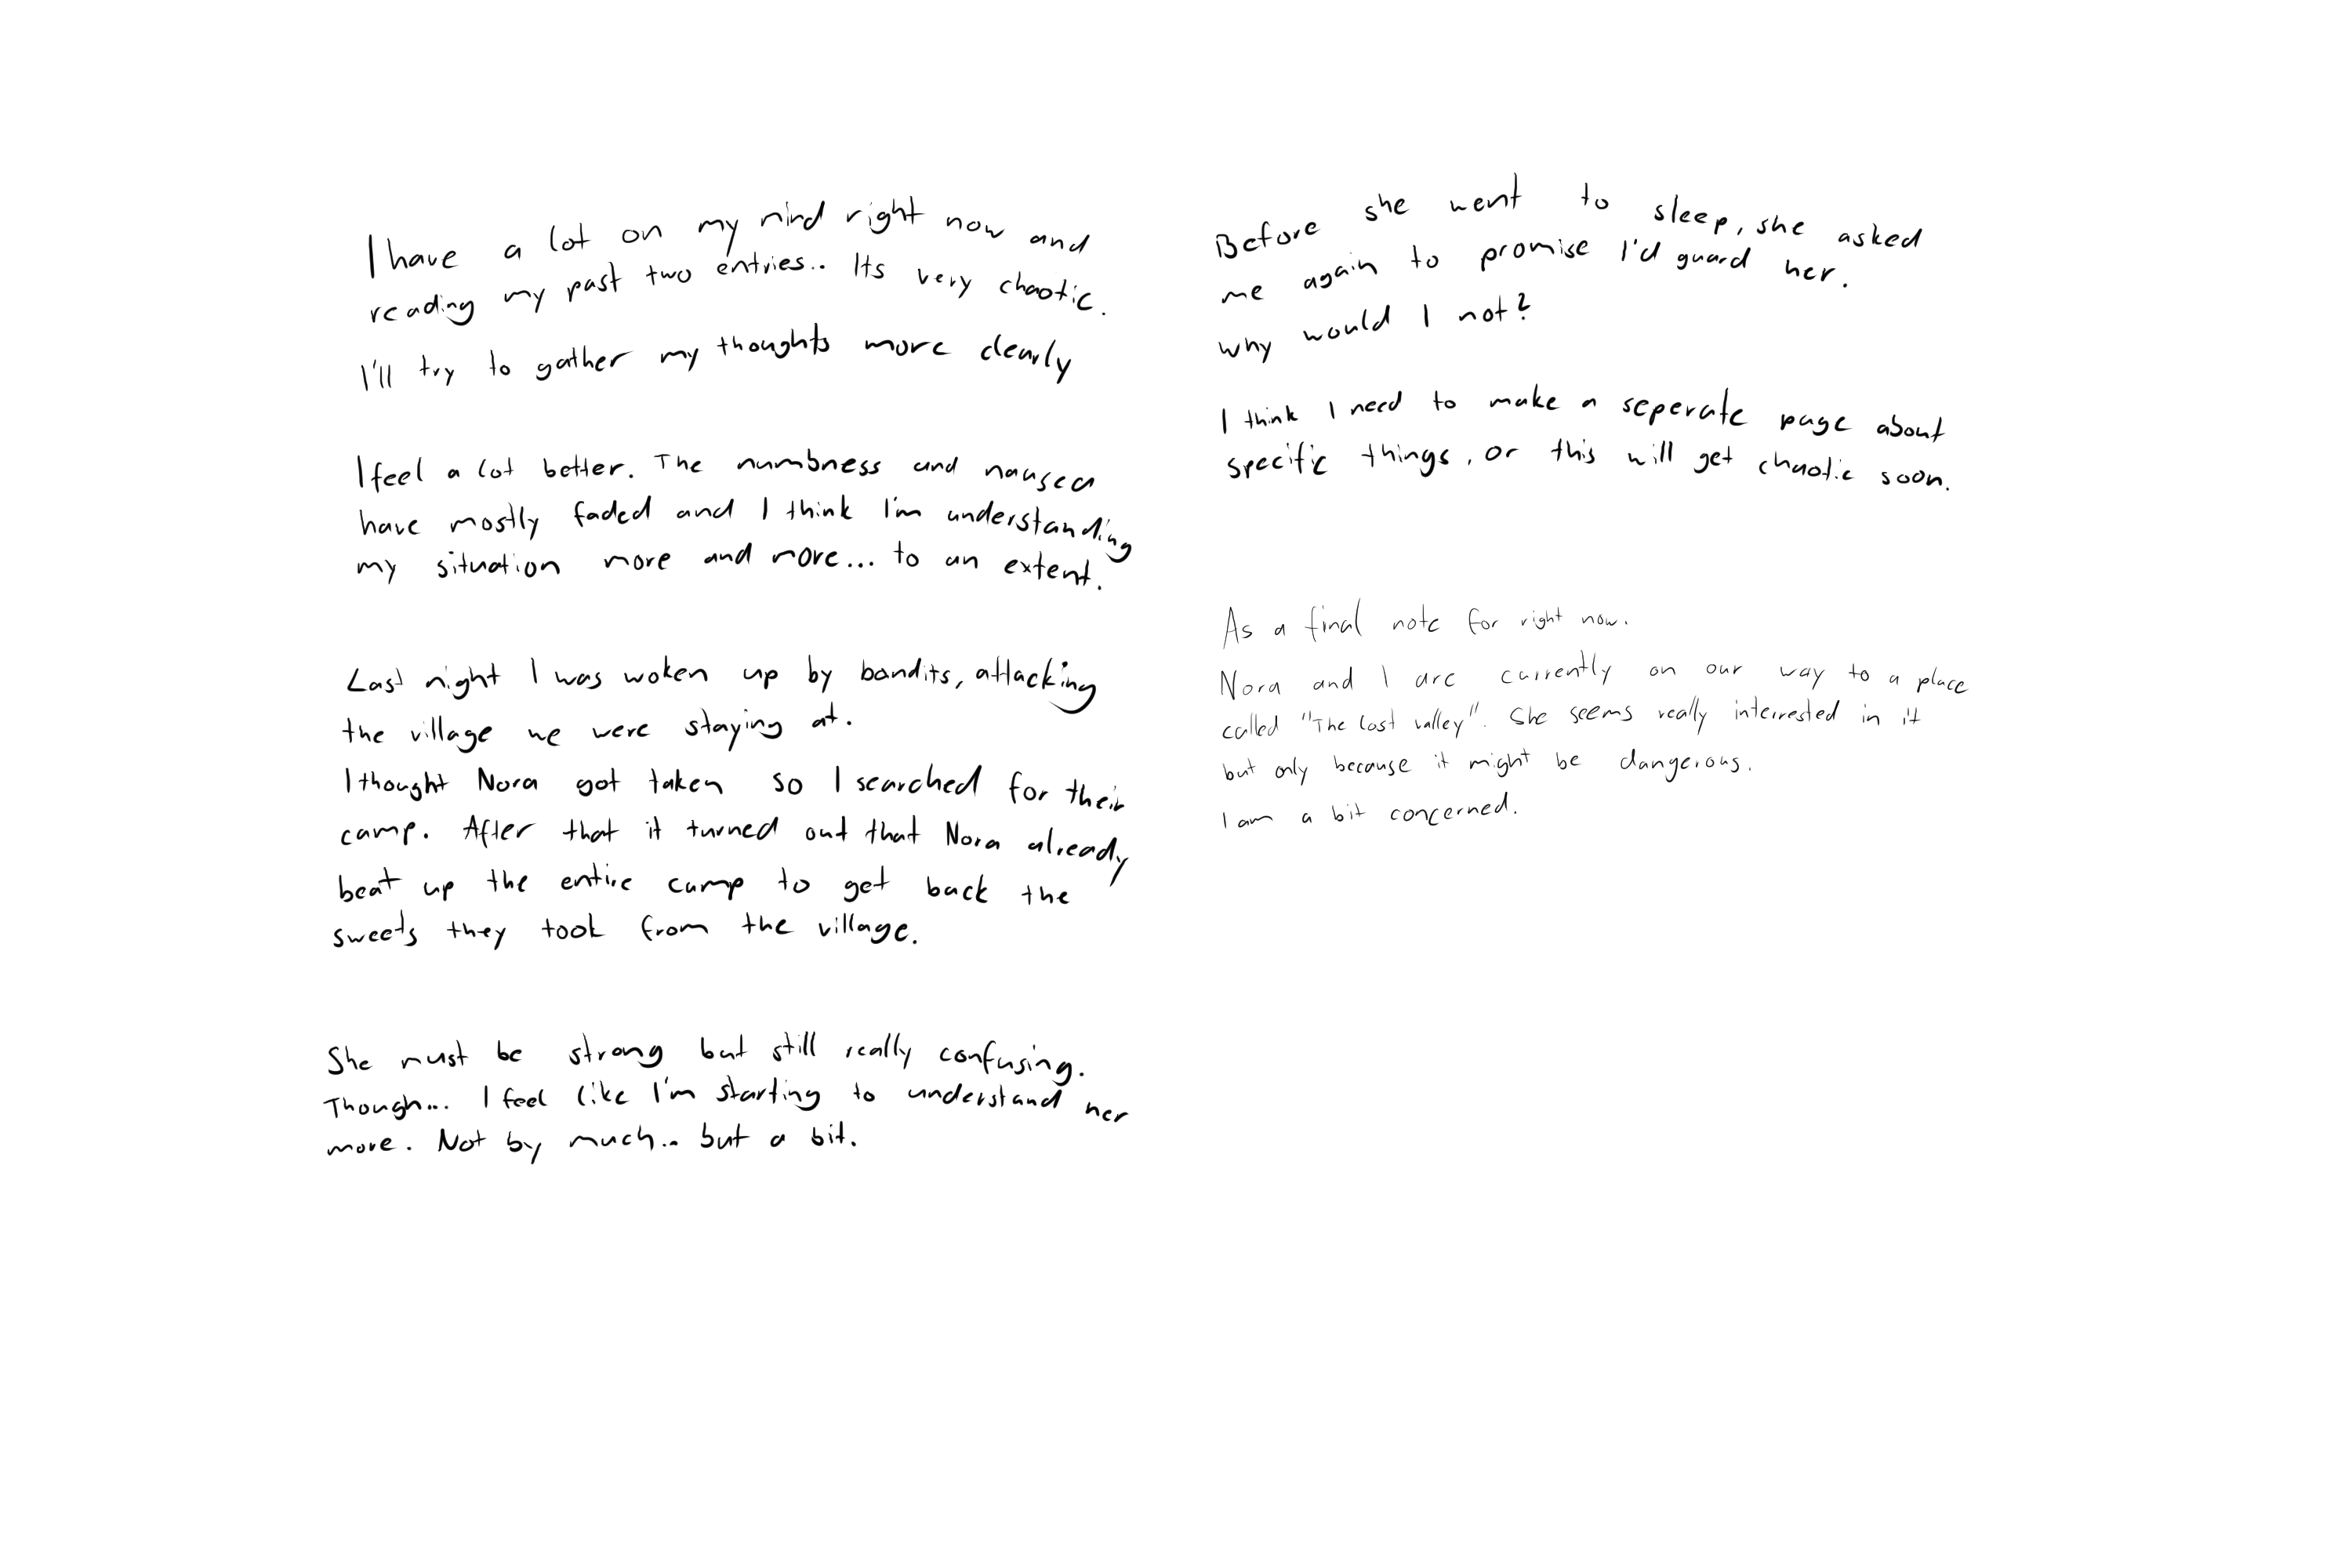 I have a lot on my mind right now and
reading my past two entries.. Its very chaotic.
I'll try to gather my thoughts more clearly
I feel a lot better. The numbness and nausea
have mostly faded and I think I'm understanding
my situation more and more... to an extent.
Last night I was woken up by bandits, attacking
the village we were staying at.
I thought Nora got taken so I searched for their
camp. After that it turned out that Nora already
beat up the entire camp to get back the
sweets they took from the village.
She must be strong but still really confusing.
Though... I feel like I'm starting to understand her
more. Not by much.. but a bit.
Before she went to sleep, she asked
me again to promise I'd guard her.
why would I not?
I think I need to make a seperate page about
specific things, or this will get chaotic soon.
As a final note for right now.
Nora and I are currently on our way to a place
called "The lost valley". She seems really interrested in it
but only because it might be dangerous.
I am a bit concerned.